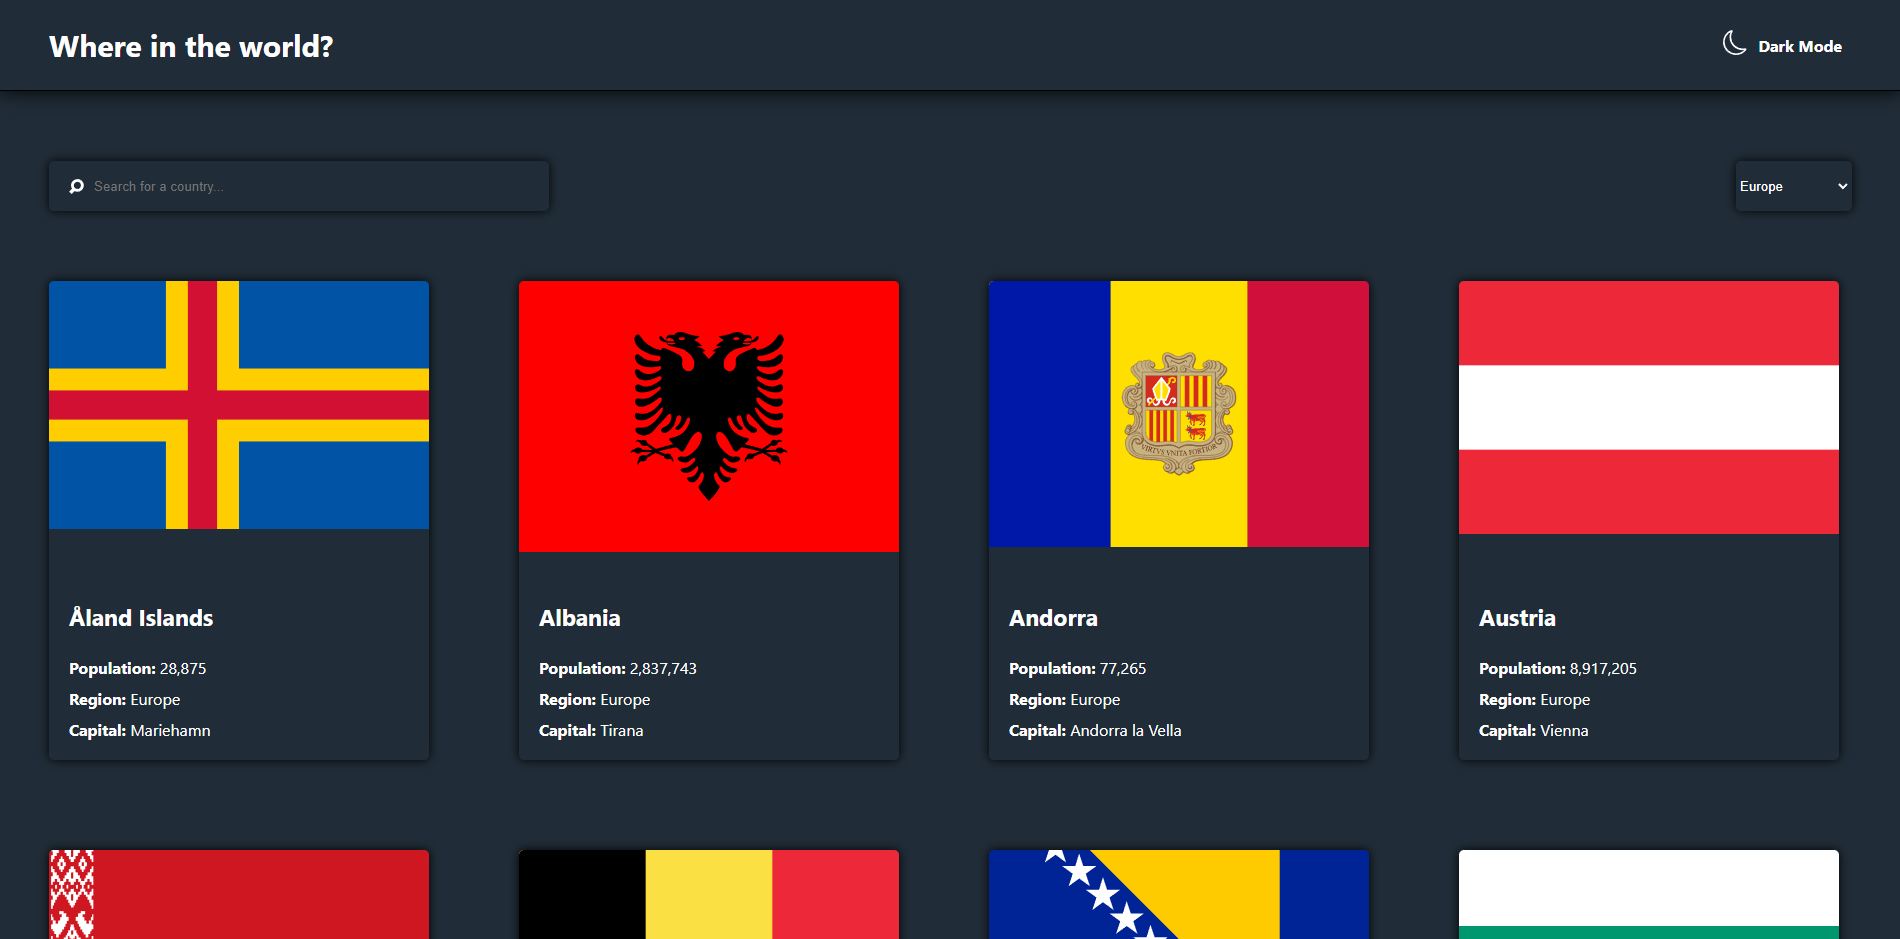 Where in the world?
Dark Mode
Search for a country...
Europe
VIRTVS VNITA FORTIOR
Åland Islands
Population: 28,875
Region: Europe
Capital: Mariehamn
Albania
Population: 2,837,743
Region: Europe
Capital: Tirana
Andorra
Population: 77,265
Region: Europe
Capital: Andorra la Vella
Austria
Population: 8,917,205
Region: Europe
Capital: Vienna